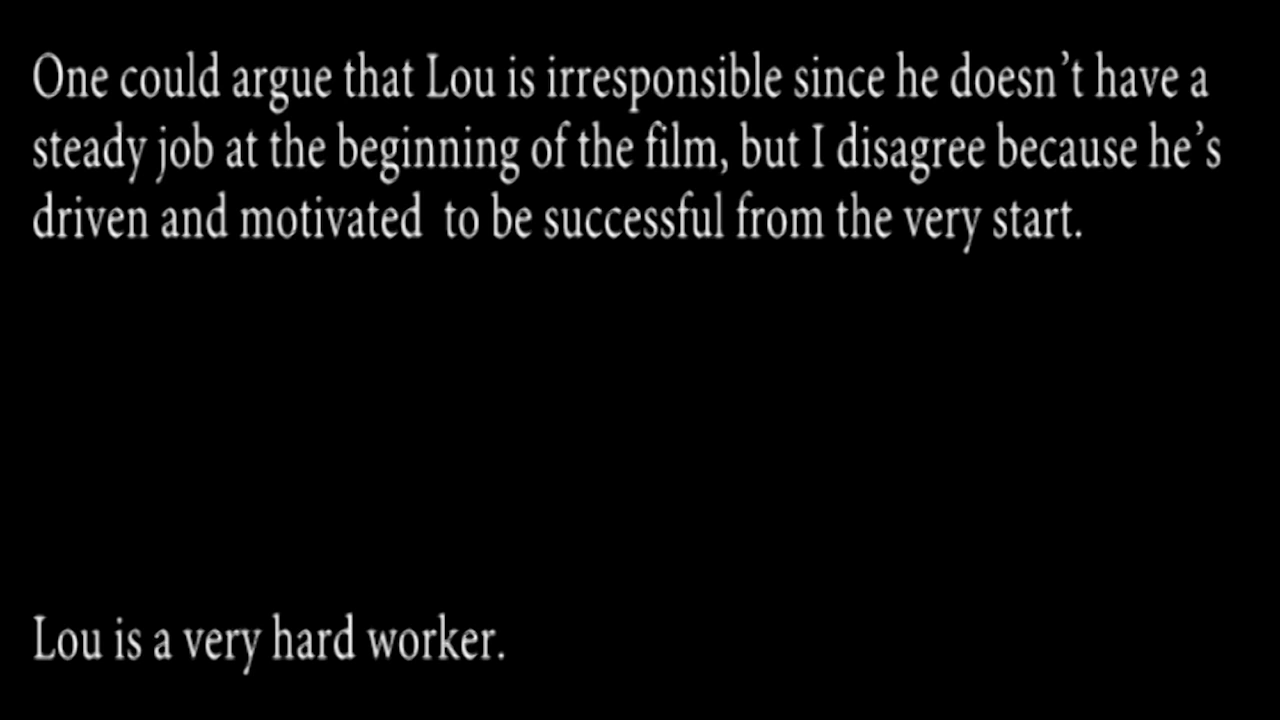 One could argue that Lou is irresponsible since he doesn’t have a
steady job at the beginning of the film, but I disagree because he’s
driven and motivated  to be successful from the very start.
Lou is a very hard worker.